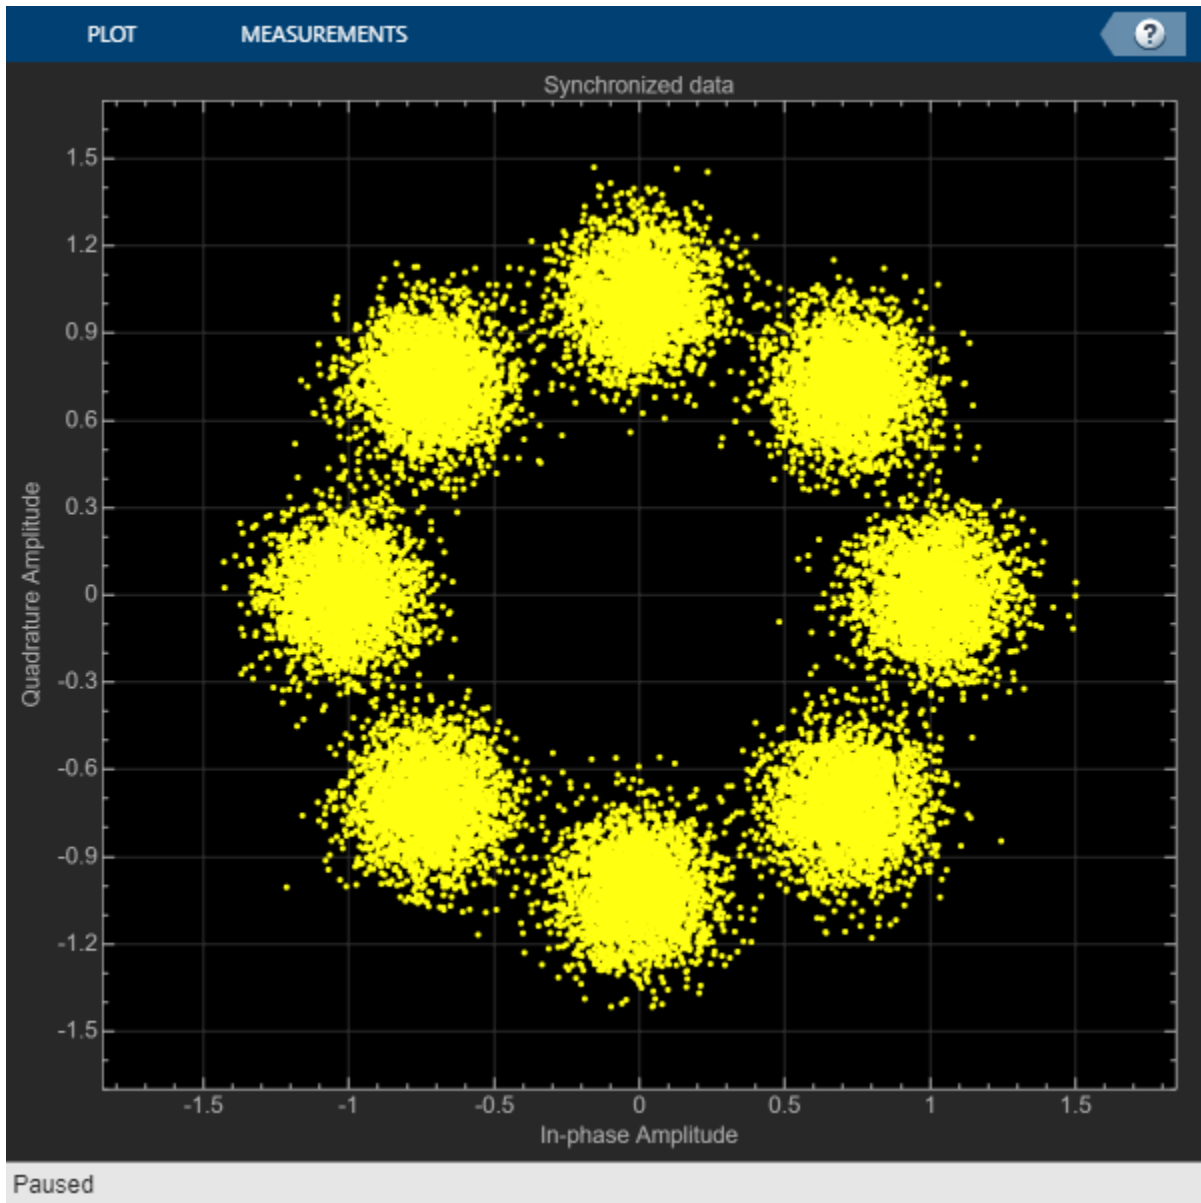 PLOT MEASUREMENTS ?
Synchronized data
1.5
1.2
0.9
0.6
0.3
0
-0.3
-0.6
-0.9
-1.2
-1.5
Quadrature Amplitude
-1.5 -1 -0.5 0 0.5 1 1.5
In-phase Amplitude
Paused